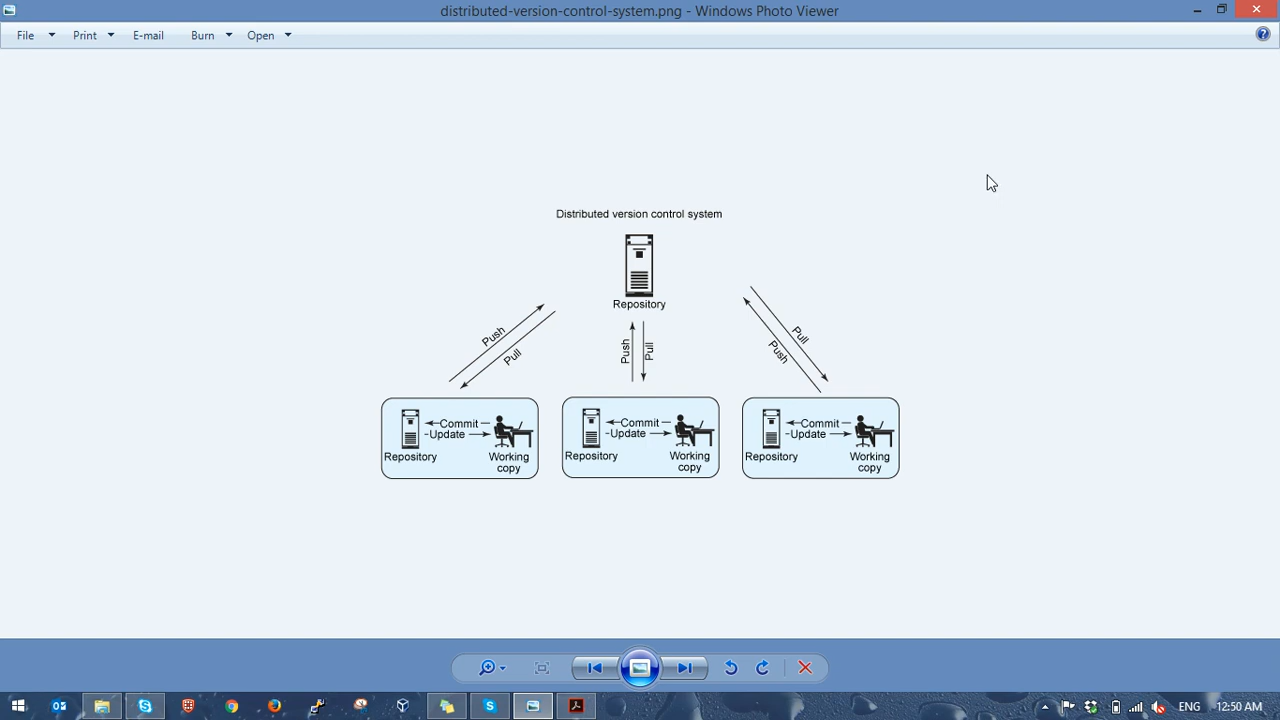 distributed-version-control-system.png - Windows Photo Viewer
File Print E-mail Burn Open
Distributed version control system
Repository
Push
Pull
Push
Pull
Pull
Push
Commit
Update
Repository
Working
copy
Commit
Update
Repository
Working
copy
Commit
Update
Repository
Working
copy
ENG 12:50 AM